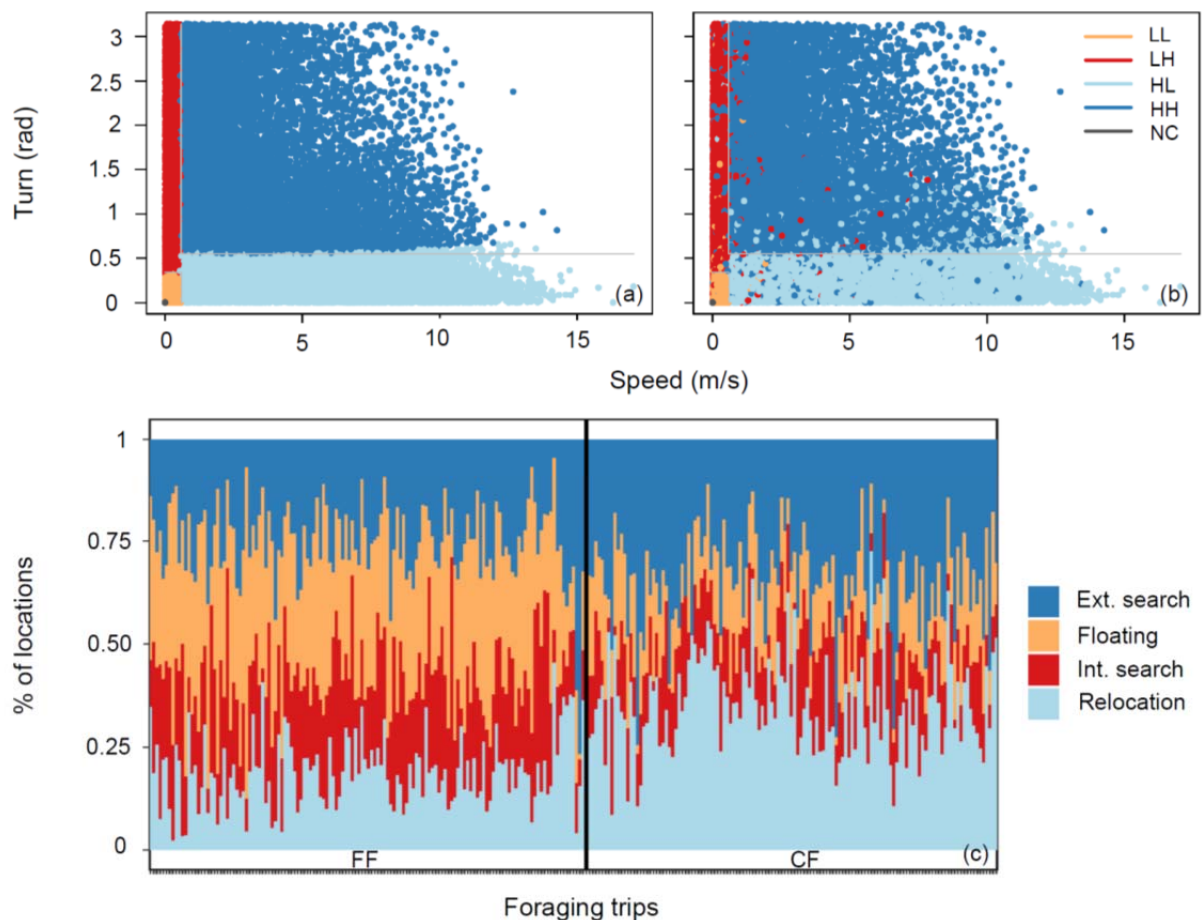 3
2.5
2
1.5
1
0.5
0
Turn (rad)
0
5
10
15
(a)
LL
LH
HL
HH
NC
0
5
10
15
(b)
Speed (m/s)
1
0.75
0.50
0.25
0
% of locations
FF
CF
(c)
Ext. search
Floating
Int. search
Relocation
Foraging trips